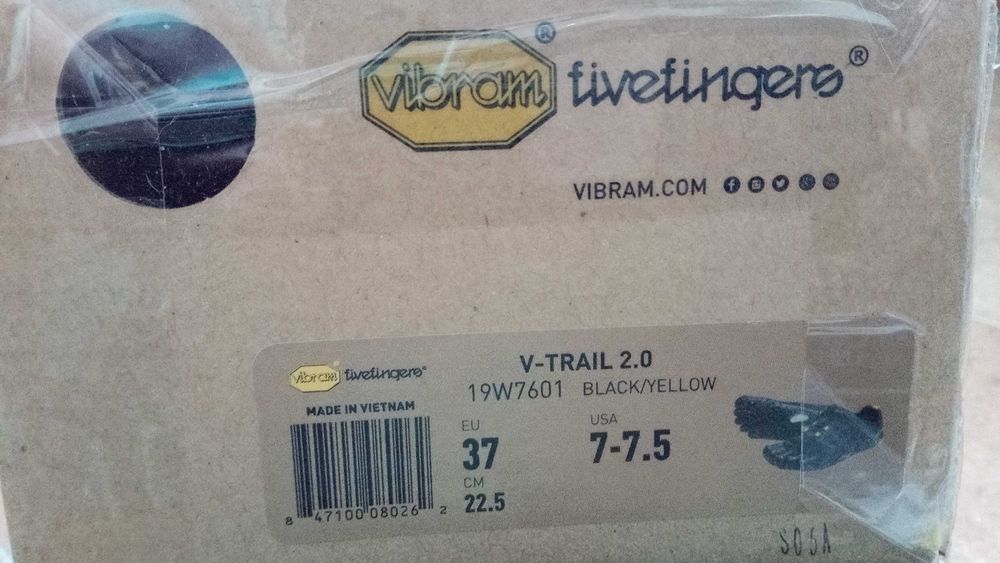 vibram® fivefingers®
VIBRAM.COM
vibram fivefingers®
V-TRAIL 2.0
19W7601 BLACK/YELLOW
MADE IN VIETNAM
EU
37
USA
7-7.5
CM
22.5
8 47100 08026 2
S05A